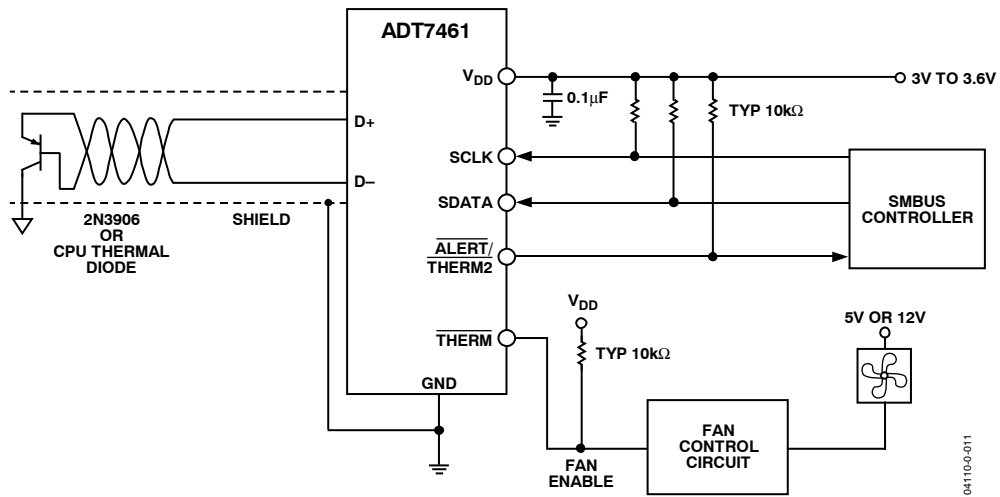 ADT7461
VDD
3V TO 3.6V
0.1µF
TYP 10kΩ
D+
SCLK
D–
SDATA
SMBUS
CONTROLLER
2N3906
OR
CPU THERMAL
DIODE
SHIELD
ALERT/
THERM2
VDD
5V OR 12V
THERM
TYP 10kΩ
GND
FAN
CONTROL
CIRCUIT
FAN
ENABLE
04110-0-011